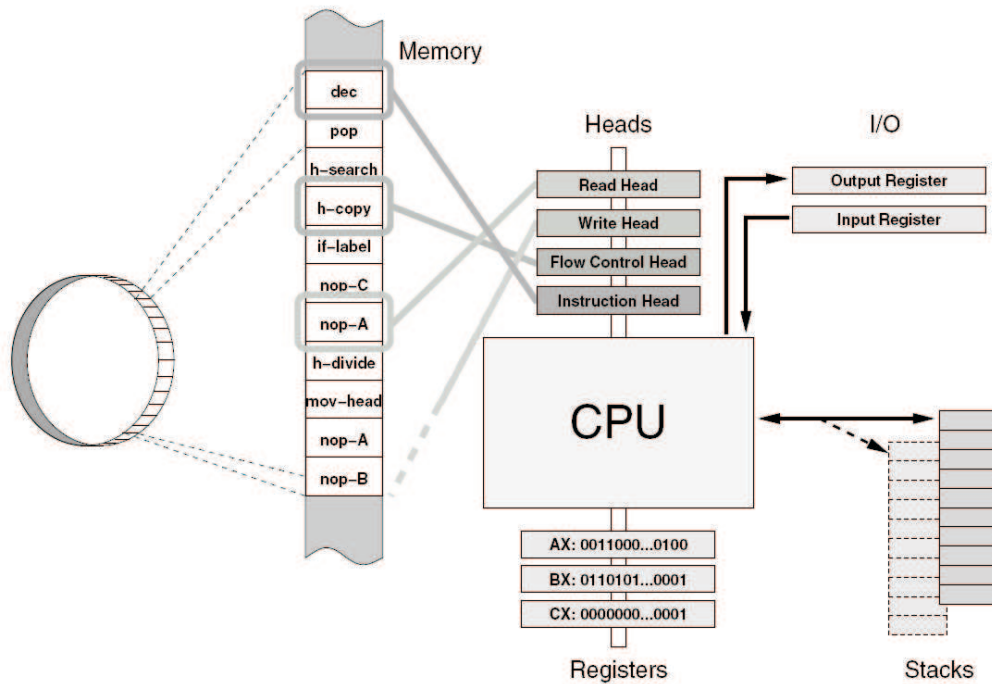 Memory
dec
pop
h-search
h-copy
if-label
nop-C
nop-A
h-divide
mov-head
nop-A
nop-B
Heads
Read Head
Write Head
Flow Control Head
Instruction Head
I/O
Output Register
Input Register
CPU
AX: 0011000...0100
BX: 0110101...0001
CX: 0000000...0001
Registers
Stacks